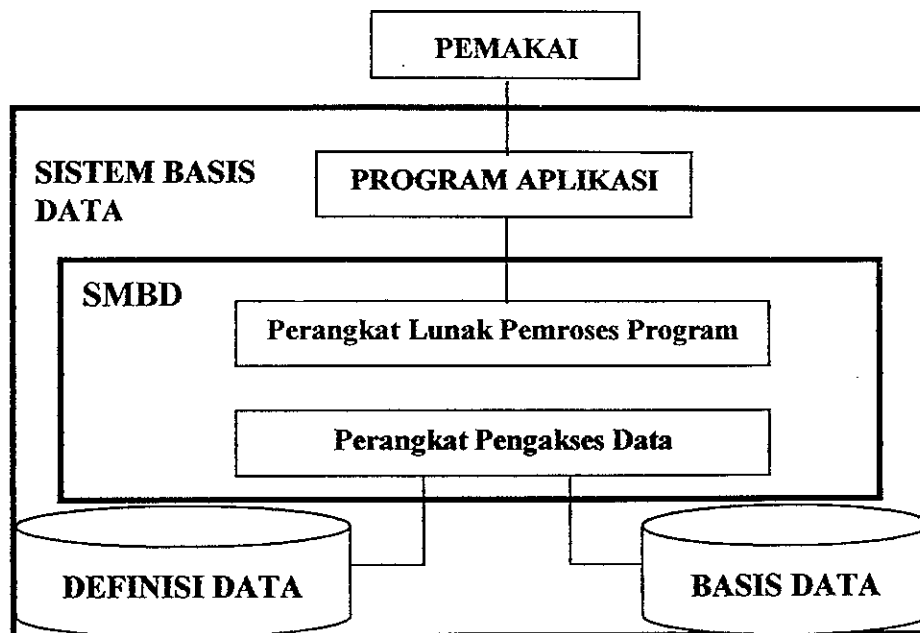 PEMAKAI
SISTEM BASIS
DATA
PROGRAM APLIKASI
SMBD
Perangkat Lunak Pemroses Program
Perangkat Pengakses Data
DEFINISI DATA
BASIS DATA